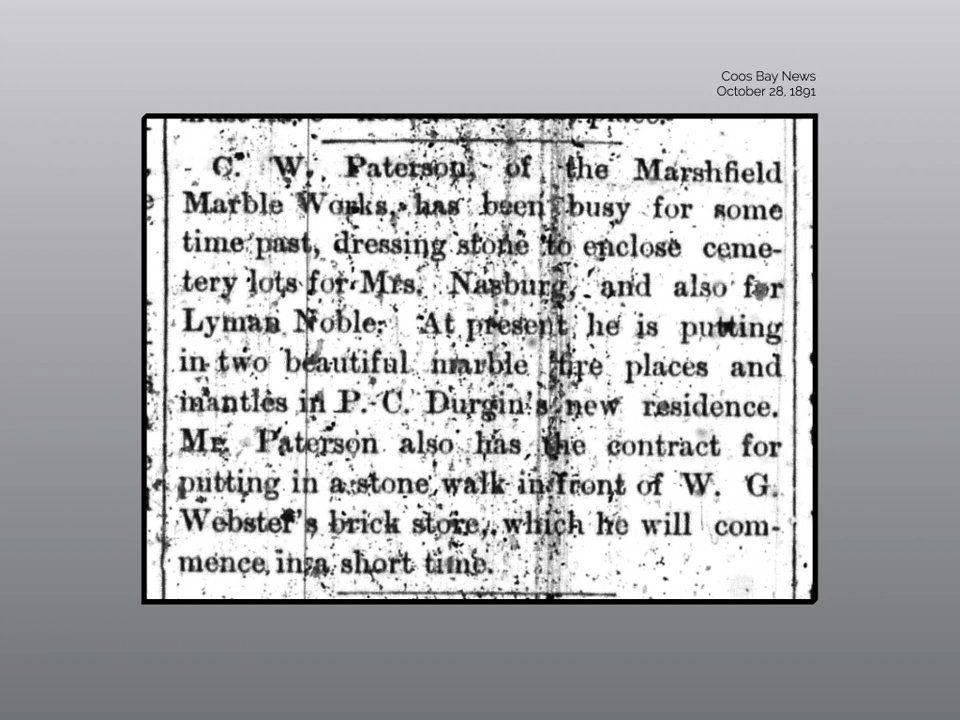 Coos Bay News
October 28, 1891
C. W. Paterson, of the Marshfield
Marble Works, has been busy for some
time past, dressing stone to enclose ceme-
tery lots for Mrs. Nasburg, and also for
Lyman Noble. At present he is putting
in two beautiful marble fire places and
mantles in P. C. Durgin's new residence.
Mr. Paterson also has the contract for
putting in a stone walk in front of W. G.
Webster's brick store, which he will com-
mence in a short time.